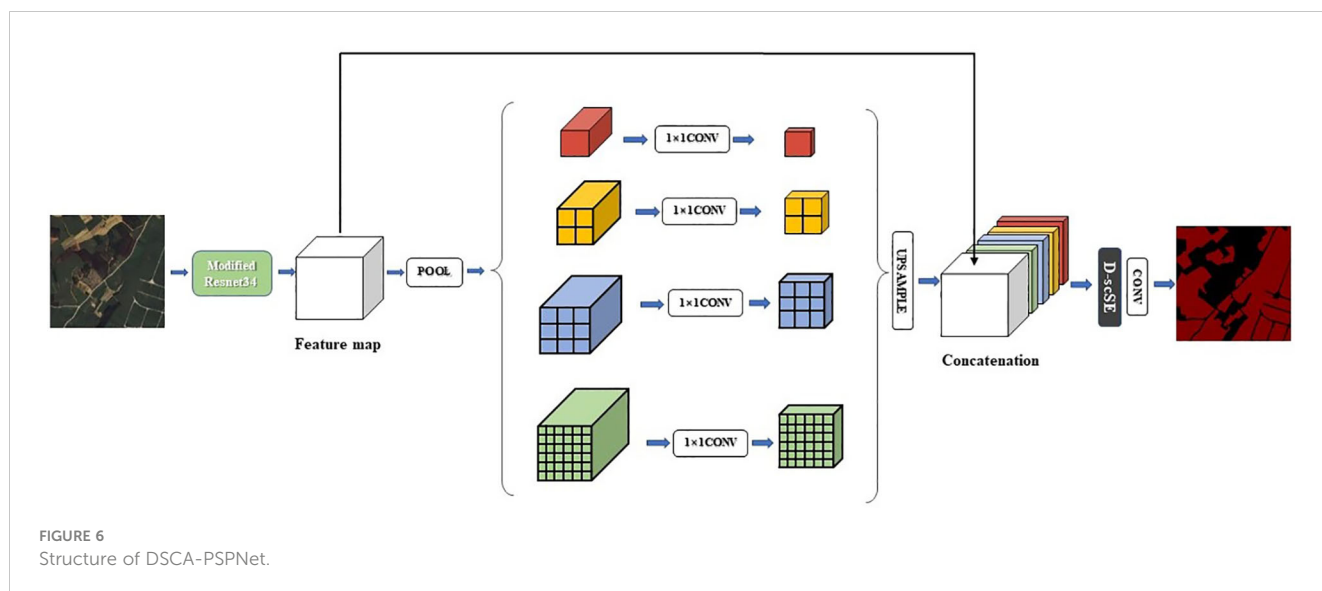 Modified
Resnet34
Feature map
POOL
1×1CONV
1×1CONV
1×1CONV
1×1CONV
UPSAMPLE
Concatenation
D-scSE
CONV
FIGURE 6
Structure of DSCA-PSPNet.